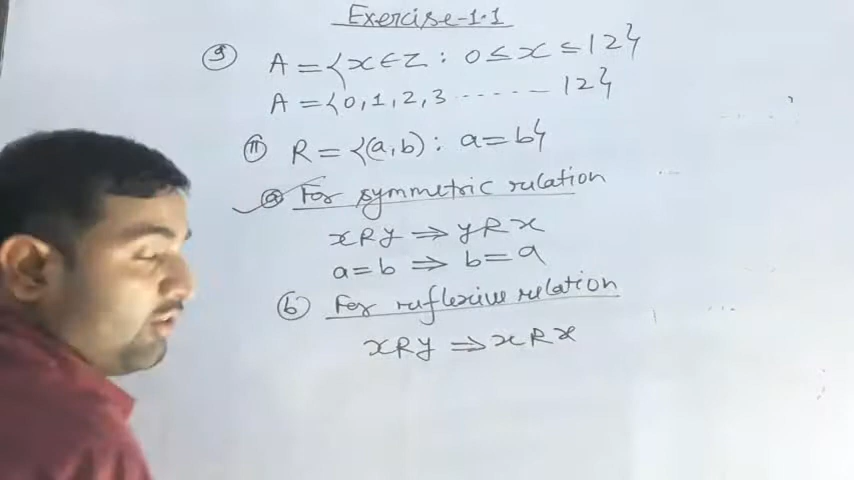 Exercise-1.1
9 A = {x∈Z : 0 ≤ x ≤ 12}
A = {0, 1, 2, 3 ------- 12}
(ii) R = {(a, b) : a = b}
(a) For symmetric relation
xRy ⇒ yRx
a = b ⇒ b = a
(b) For reflexive relation
xRy ⇒ xRx